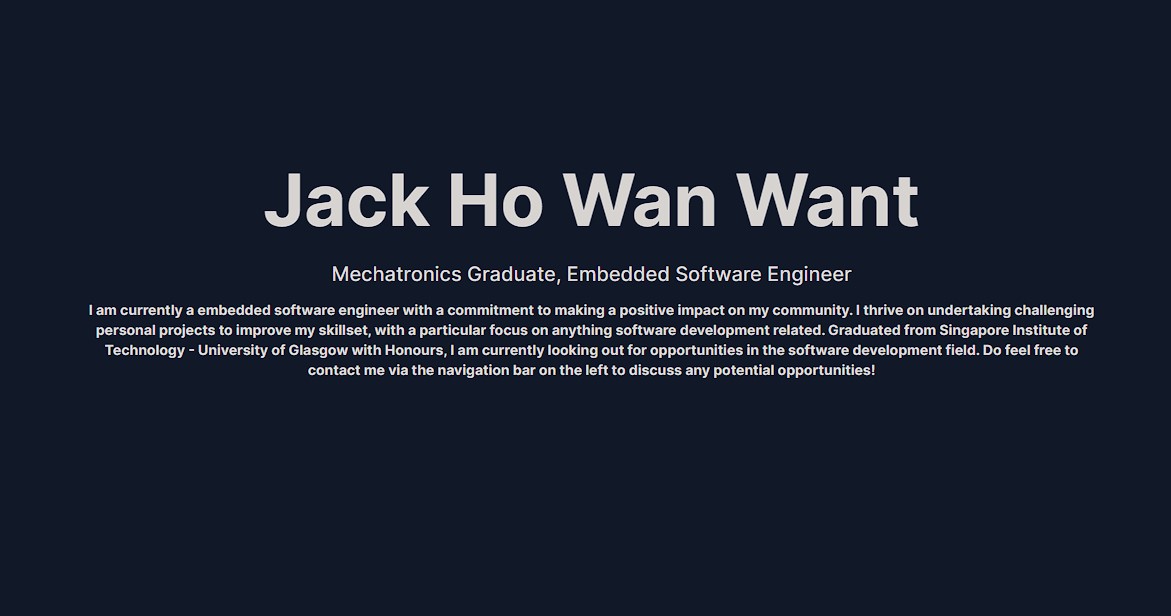 Jack Ho Wan Want
Mechatronics Graduate, Embedded Software Engineer
I am currently a embedded software engineer with a commitment to making a positive impact on my community. I thrive on undertaking challenging
personal projects to improve my skillset, with a particular focus on anything software development related. Graduated from Singapore Institute of
Technology - University of Glasgow with Honours, I am currently looking out for opportunities in the software development field. Do feel free to
contact me via the navigation bar on the left to discuss any potential opportunities!